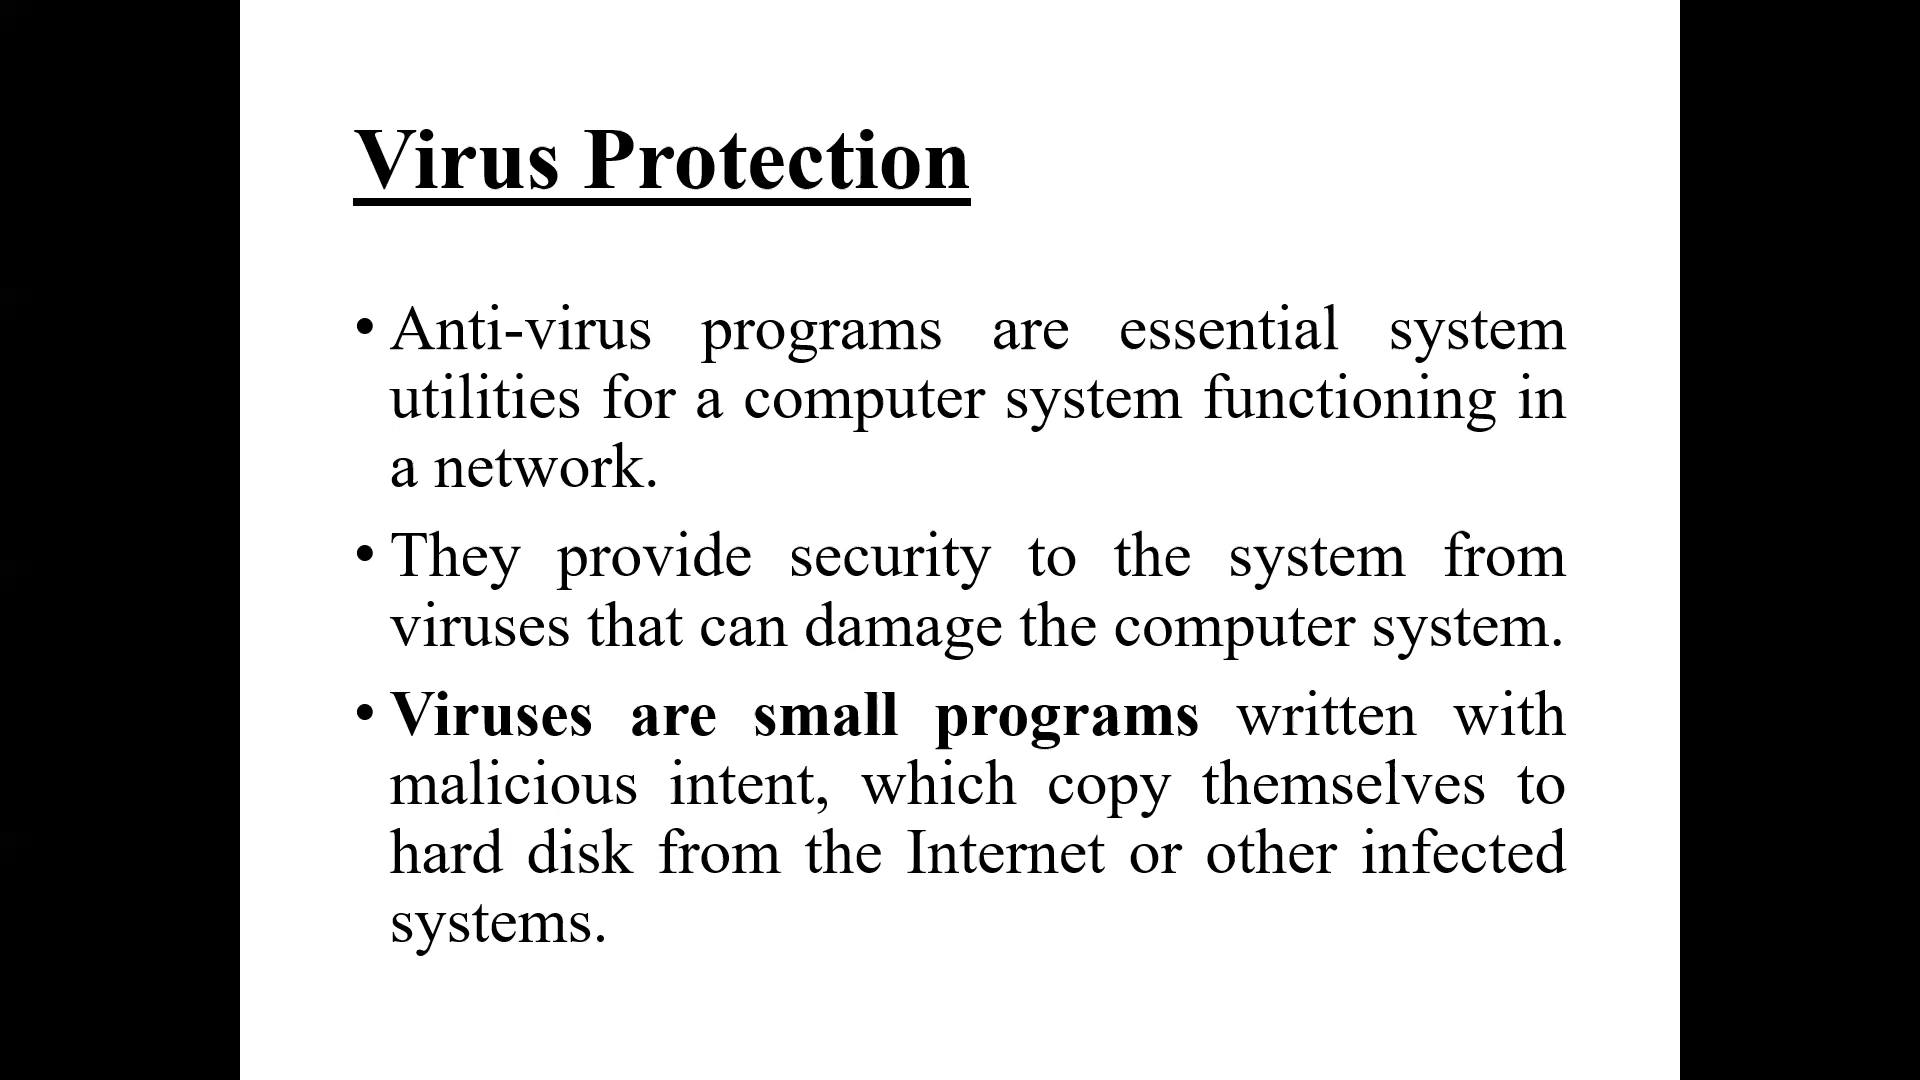 Virus Protection
• Anti-virus programs are essential system
utilities for a computer system functioning in
a network.
• They provide security to the system from
viruses that can damage the computer system.
• Viruses are small programs written with
malicious intent, which copy themselves to
hard disk from the Internet or other infected
systems.